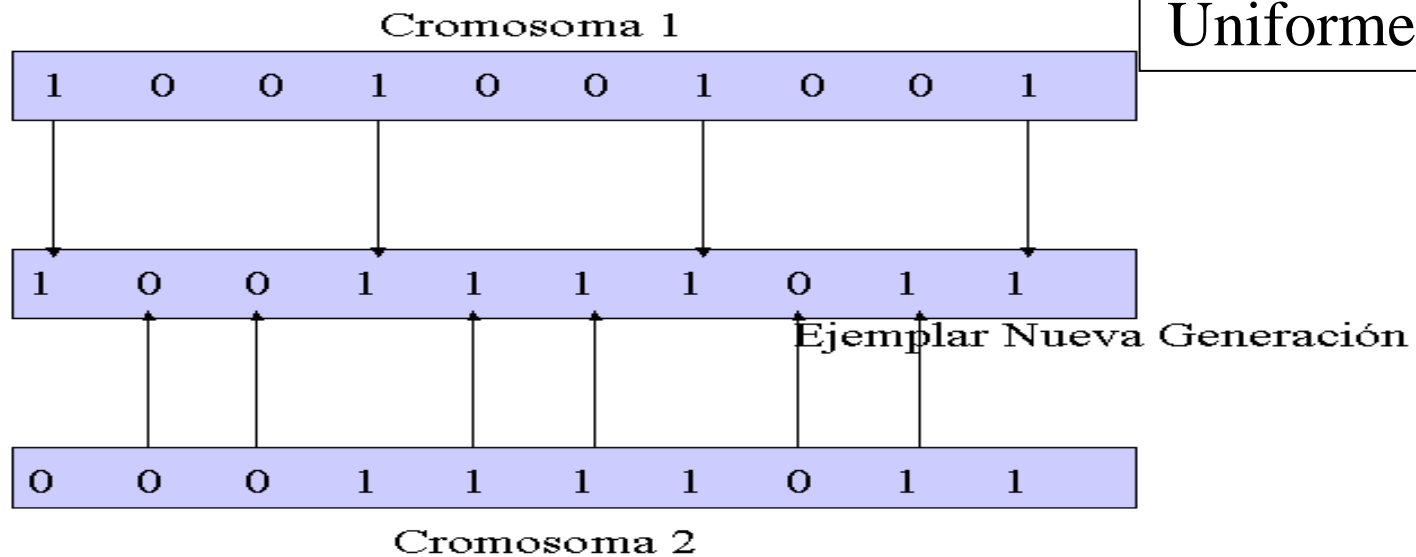 Uniforme
Cromosoma 1
1 0 0 1 0 0 1 0 0 1
1 0 0 1 1 1 1 0 1 1
Ejemplar Nueva Generación
0 0 0 1 1 1 1 0 1 1
Cromosoma 2